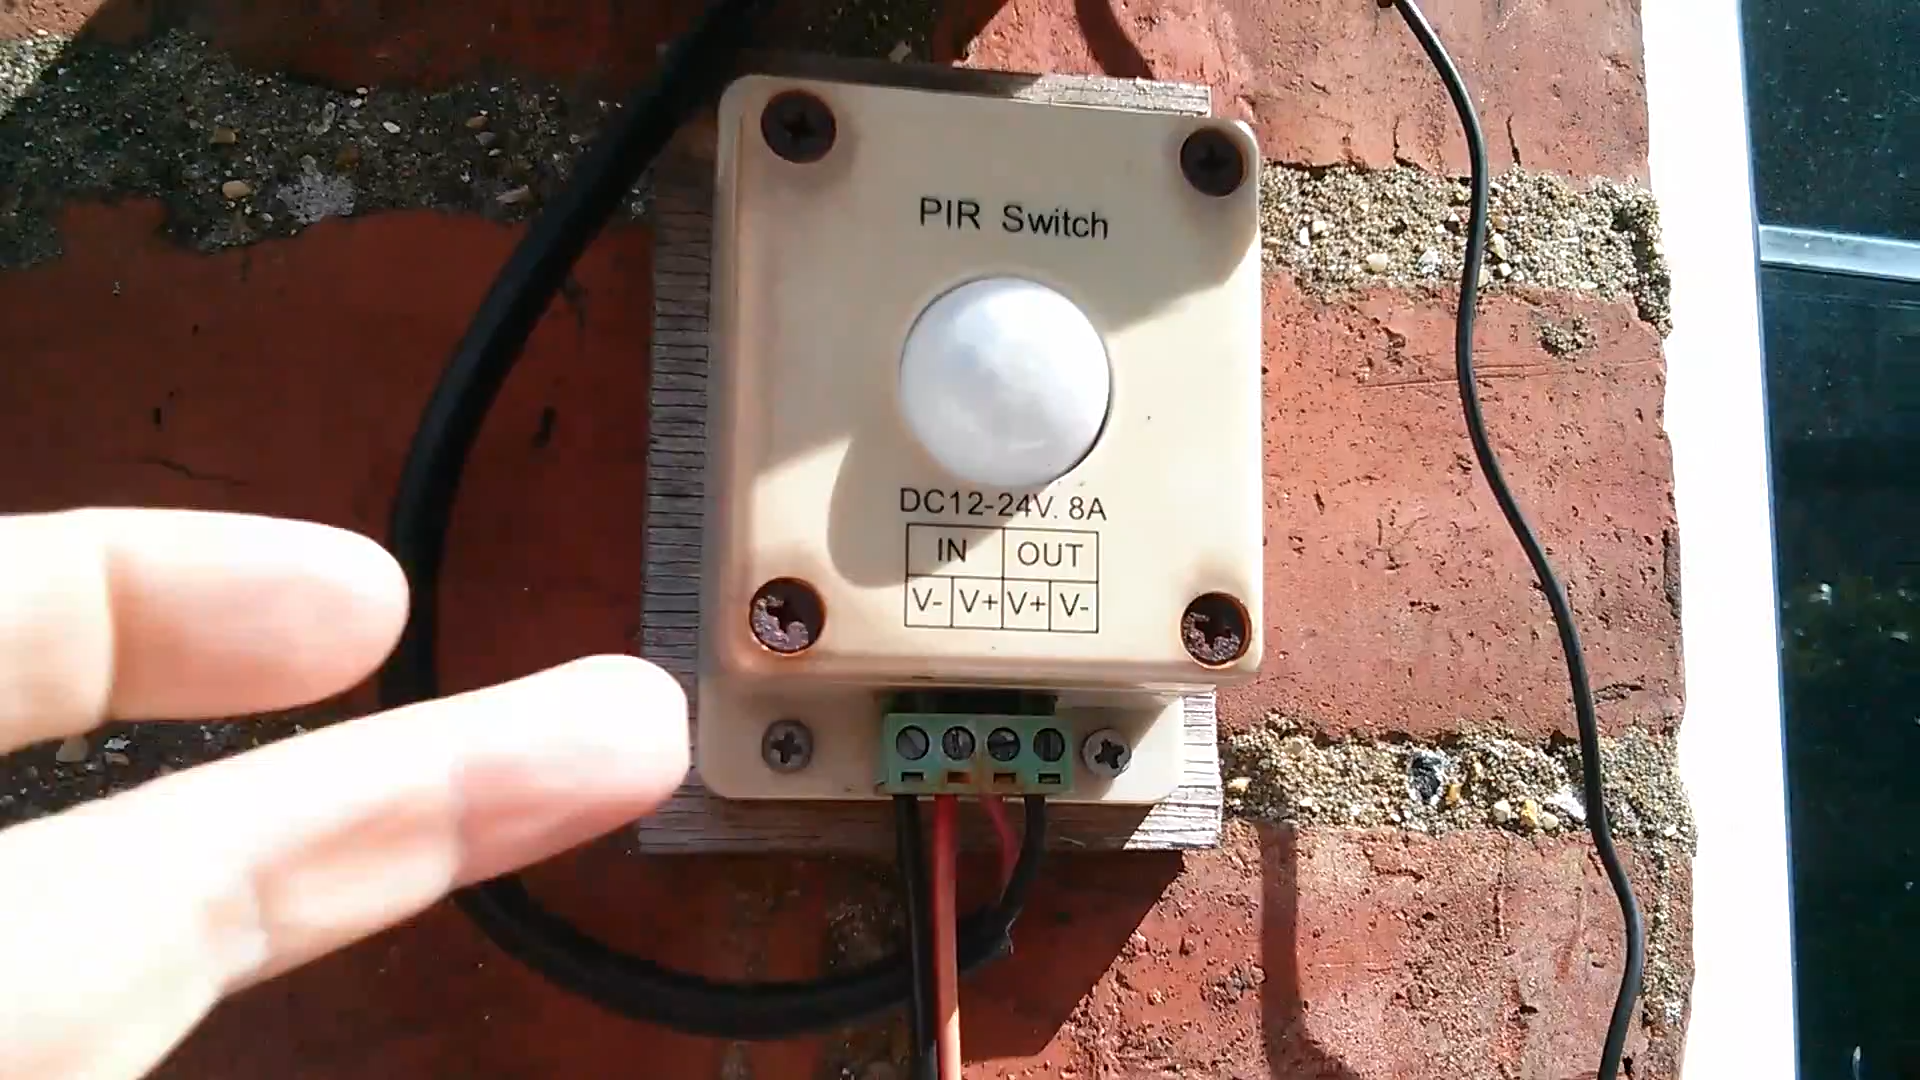 PIR Switch
DC12-24V. 8A
IN OUT
V- V+ V+ V-